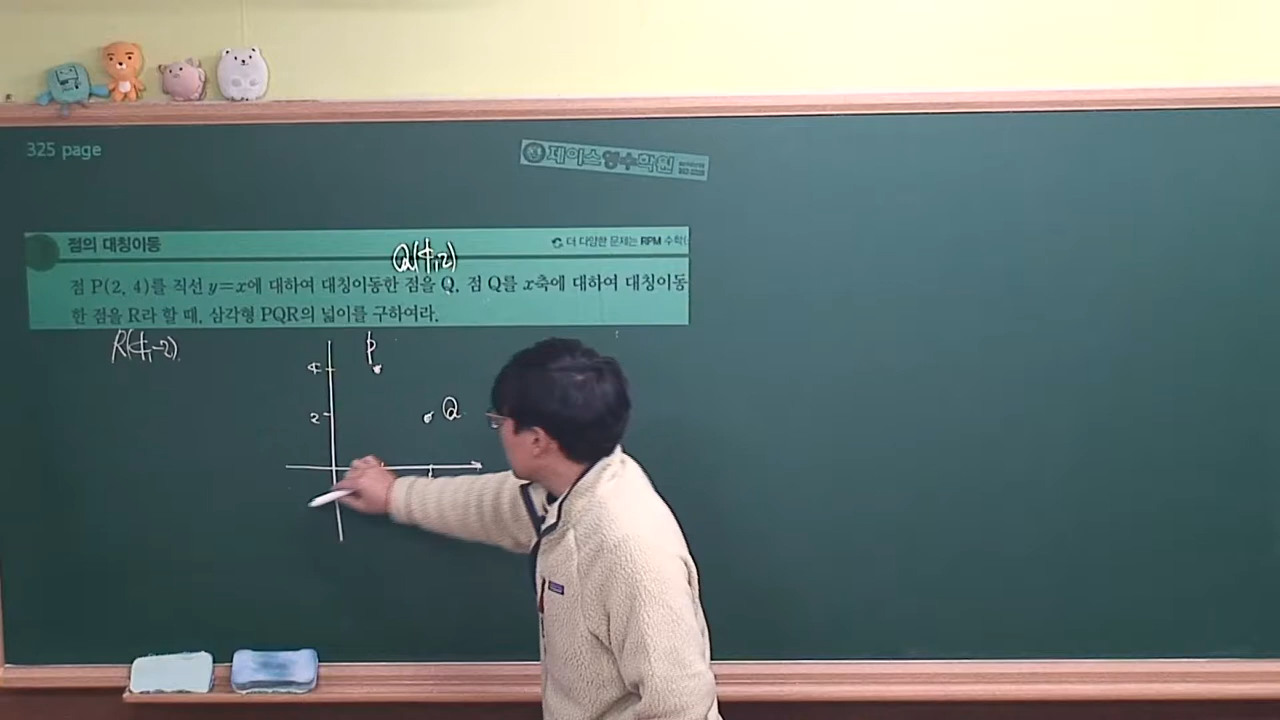 325 page
제이스영수학원
점의 대칭이동
더 다양한 문제는 RPM 수학(
Q(4,2)
점 P(2, 4)를 직선 y=x에 대하여 대칭이동한 점을 Q, 점 Q를 x축에 대하여 대칭이동
한 점을 R라 할 때, 삼각형 PQR의 넓이를 구하여라.
R(4,-2)
P
4
Q
2